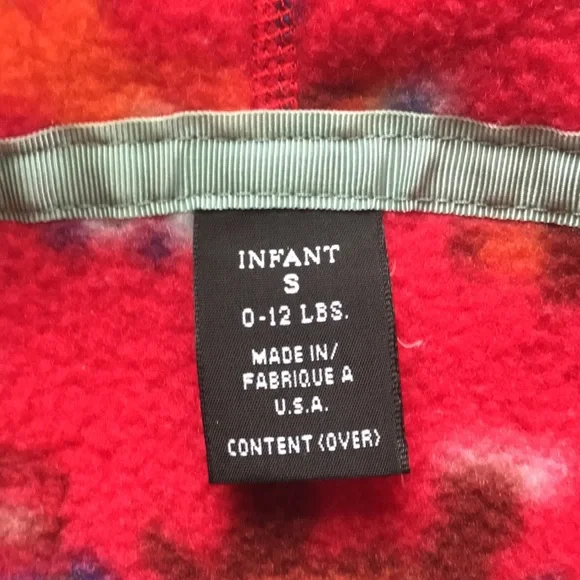 INFANT
S
0-12 LBS.
MADE IN/
FABRIQUE A
U.S.A.
CONTENT (OVER)